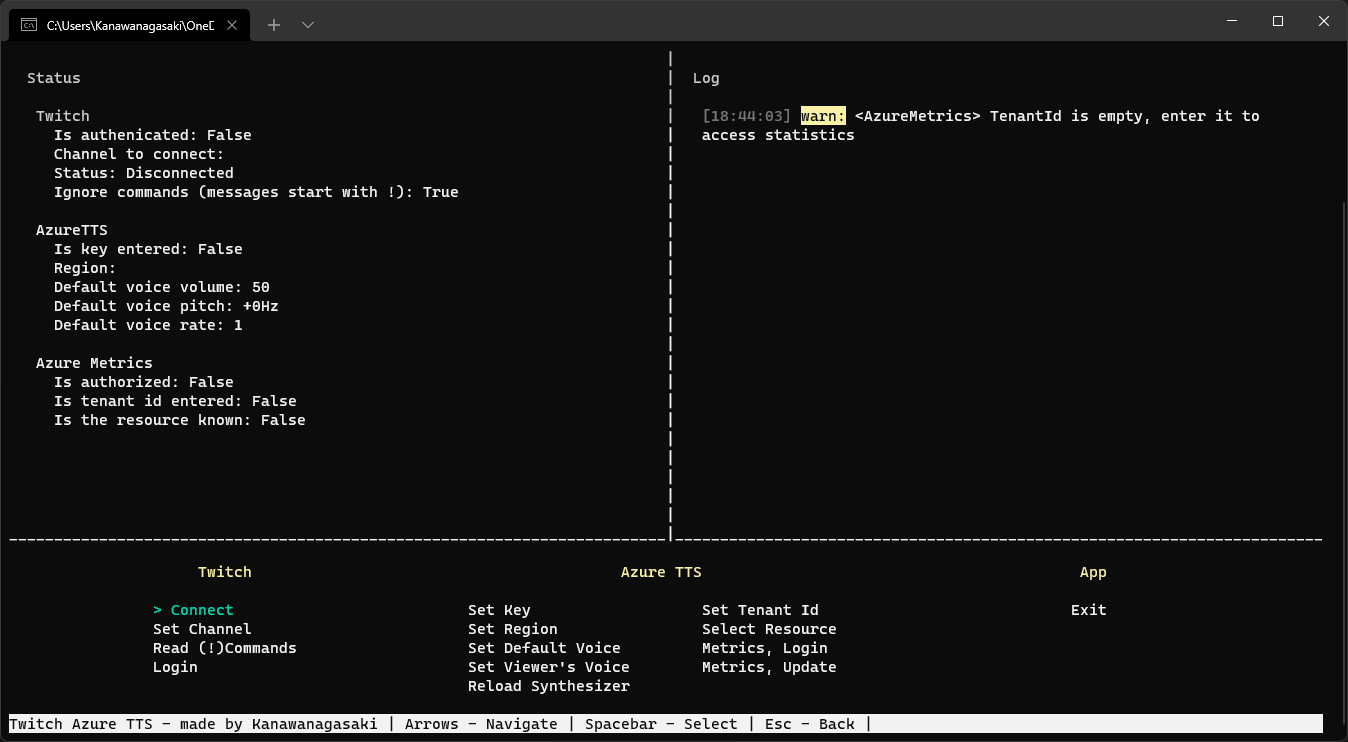 C:\Users\Kanawanagasaki\OneD
Status
Twitch
Is authenicated: False
Channel to connect:
Status: Disconnected
Ignore commands (messages start with !): True
AzureTTS
Is key entered: False
Region:
Default voice volume: 50
Default voice pitch: +0Hz
Default voice rate: 1
Azure Metrics
Is authorized: False
Is tenant id entered: False
Is the resource known: False
Log
[18:44:03] warn: <AzureMetrics> TenantId is empty, enter it to
access statistics
Twitch
> Connect
Set Channel
Read (!)Commands
Login
Azure TTS
Set Key
Set Region
Set Default Voice
Set Viewer's Voice
Reload Synthesizer
Set Tenant Id
Select Resource
Metrics, Login
Metrics, Update
App
Exit
Twitch Azure TTS - made by Kanawanagasaki | Arrows - Navigate | Spacebar - Select | Esc - Back |